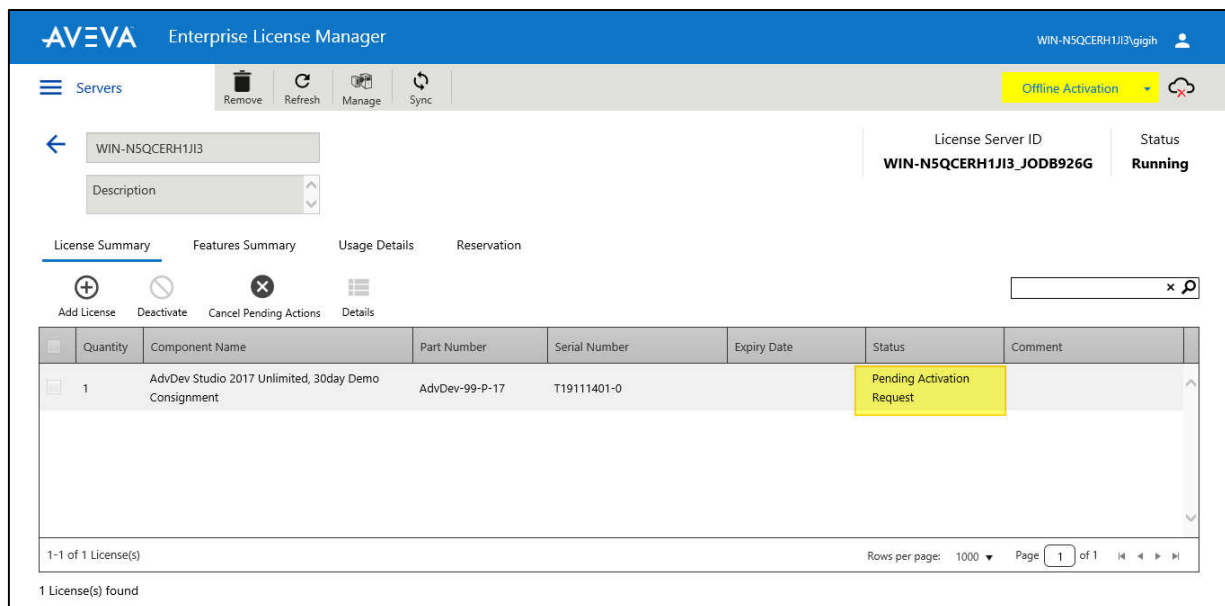 AVEVA Enterprise License Manager WIN-N5QCERH1JI3\gigih
Servers Remove Refresh Manage Sync Offline Activation
WIN-N5QCERH1JI3 License Server ID Status
WIN-N5QCERH1JI3_JODB926G Running
Description
License Summary Features Summary Usage Details Reservation
Add License Deactivate Cancel Pending Actions Details
Quantity Component Name Part Number Serial Number Expiry Date Status Comment
1 AdvDev Studio 2017 Unlimited, 30day Demo AdvDev-99-P-17 T19111401-0 Pending Activation
Consignment Request
1-1 of 1 License(s) Rows per page: 1000 Page 1 of 1
1 License(s) found